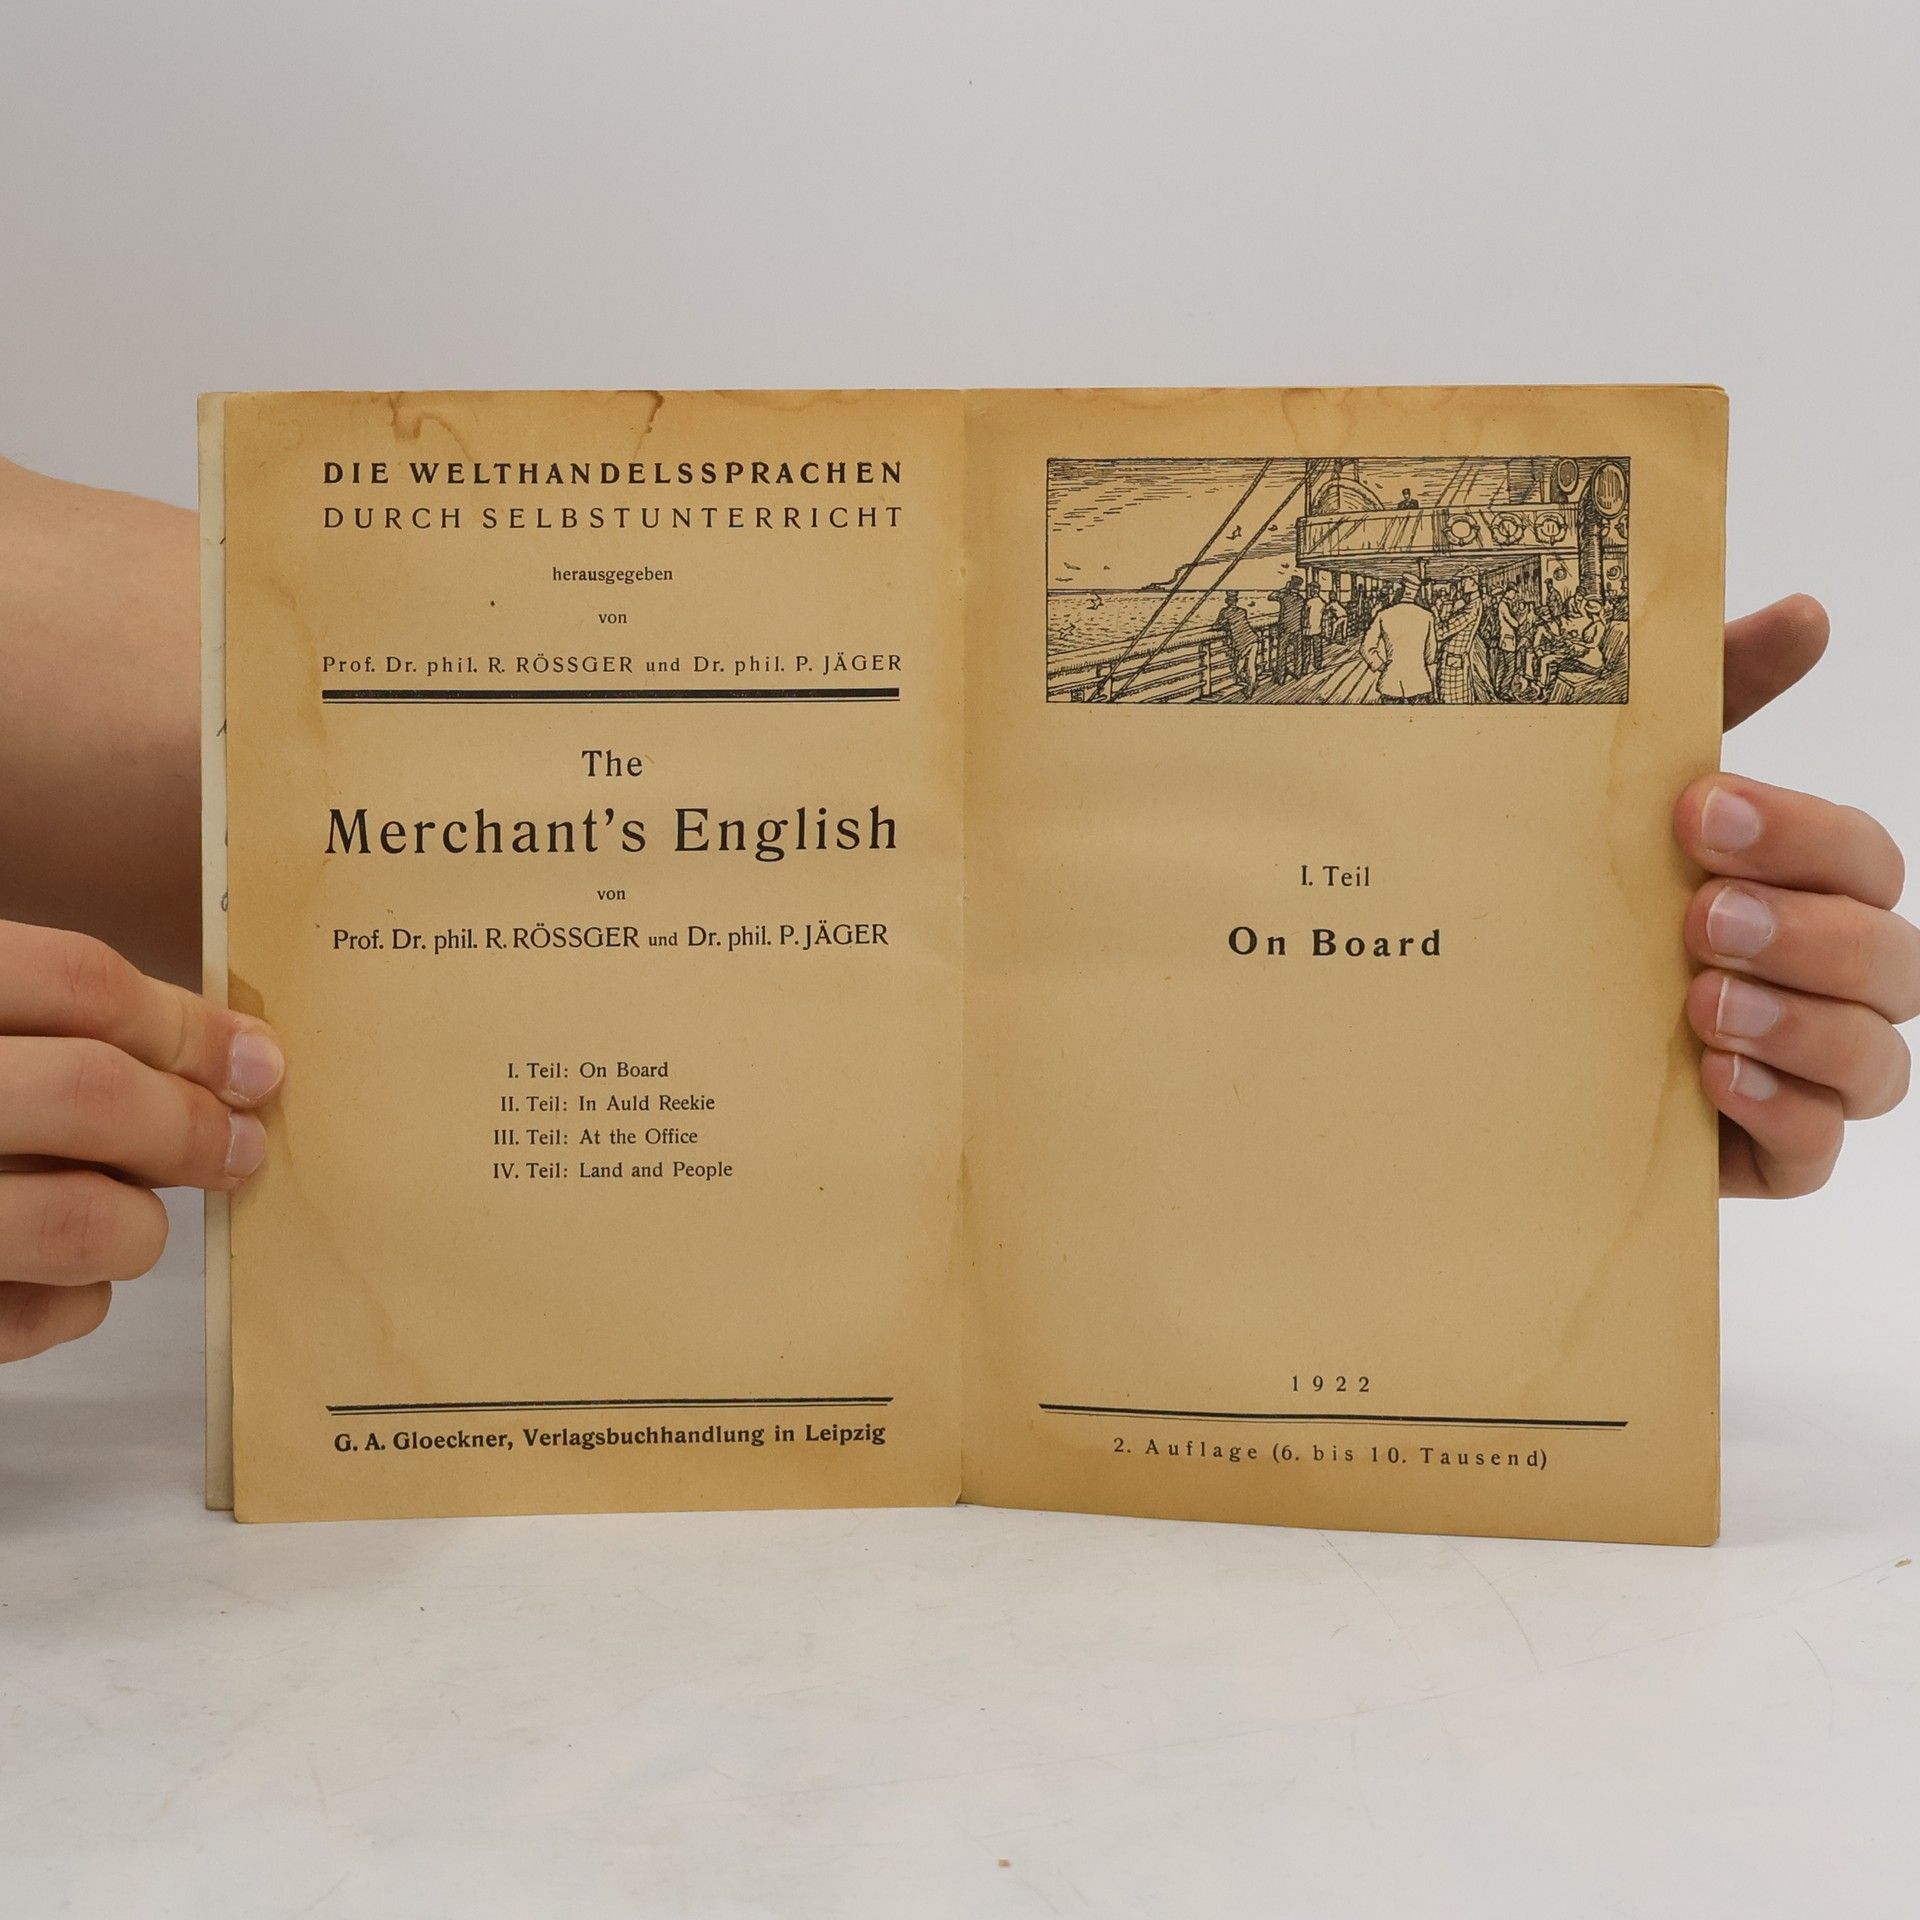 DIE WELTHANDELSSPRACHEN
DURCH SELBSTUNTERRICHT
herausgegeben
von
Prof. Dr. phil. R. RÖSSGER und Dr. phil. P. JÄGER
The
Merchant's English
von
Prof. Dr. phil. R. RÖSSGER und Dr. phil. P. JÄGER
I. Teil: On Board
II. Teil: In Auld Reekie
III. Teil: At the Office
IV. Teil: Land and People
G. A. Gloeckner, Verlagsbuchhandlung in Leipzig
I. Teil
On Board
1922
2. Auflage (6. bis 10. Tausend)